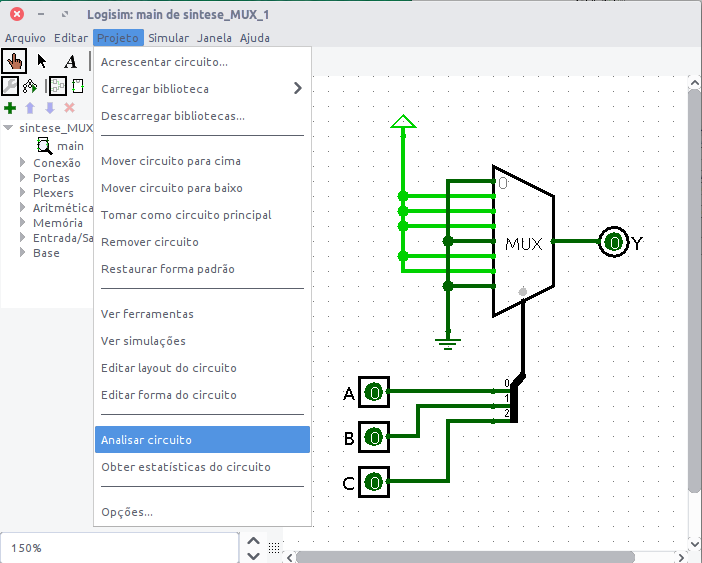 Logisim: main de sintese_MUX_1
Arquivo Editar Projeto Simular Janela Ajuda
A
sintese_MUX
main
Conexão
Portas
Plexers
Aritmética
Memória
Entrada/Sa
Base
Acrescentar circuito...
Carregar biblioteca
Descarregar bibliotecas...
Mover circuito para cima
Mover circuito para baixo
Tomar como circuito principal
Remover circuito
Restaurar forma padrão
Ver ferramentas
Ver simulações
Editar layout do circuito
Editar forma do circuito
Analisar circuito
Obter estatísticas do circuito
Opções...
0
MUX
0 Y
A 0
B 0
C 0
0
1
2
150%